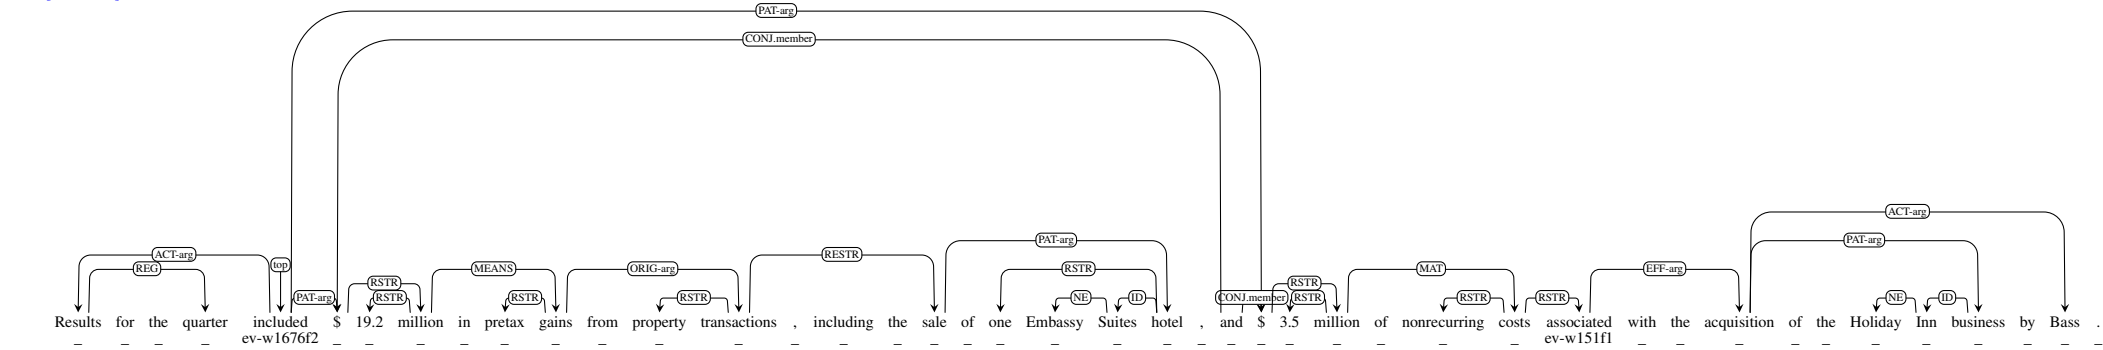 PAT-arg
CONJ.member
ACT-arg
PAT-arg PAT-arg
ACT-arg RESTR
top
REG MEANS ORIG-arg RSTR MAT EFF-arg
RSTR RSTR
PAT-arg RSTR RSTR RSTR NE ID CONJ.member RSTR RSTR RSTR NE ID
Results for the quarter included $ 19.2 million in pretax gains from property transactions , including the sale of one Embassy Suites hotel , and $ 3.5 million of nonrecurring costs associated with the acquisition of the Holiday Inn business by Bass .
_ _ _ _ ev-w1676f2 _ _ _ _ _ _ _ _ _ _ _ _ _ _ _ _ _ _ _ _ _ _ _ _ _ _ ev-w151f1 _ _ _ _ _ _ _ _ _ _ _